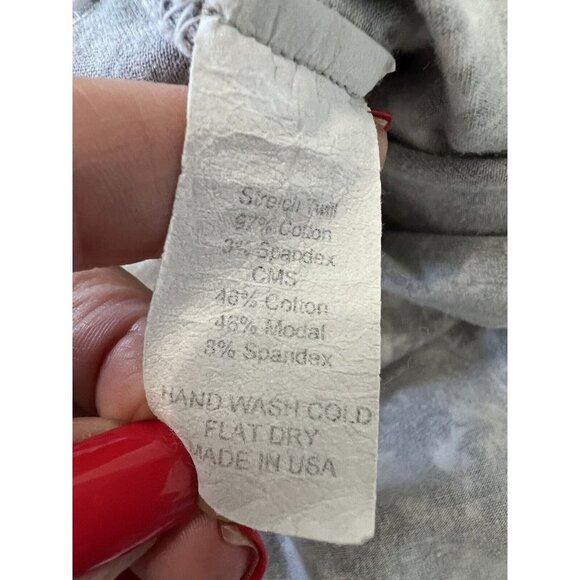 Stretch Twill
97% Cotton
3% Spandex
CMS
46% Cotton
46% Modal
8% Spandex
HAND WASH COLD
FLAT DRY
MADE IN USA